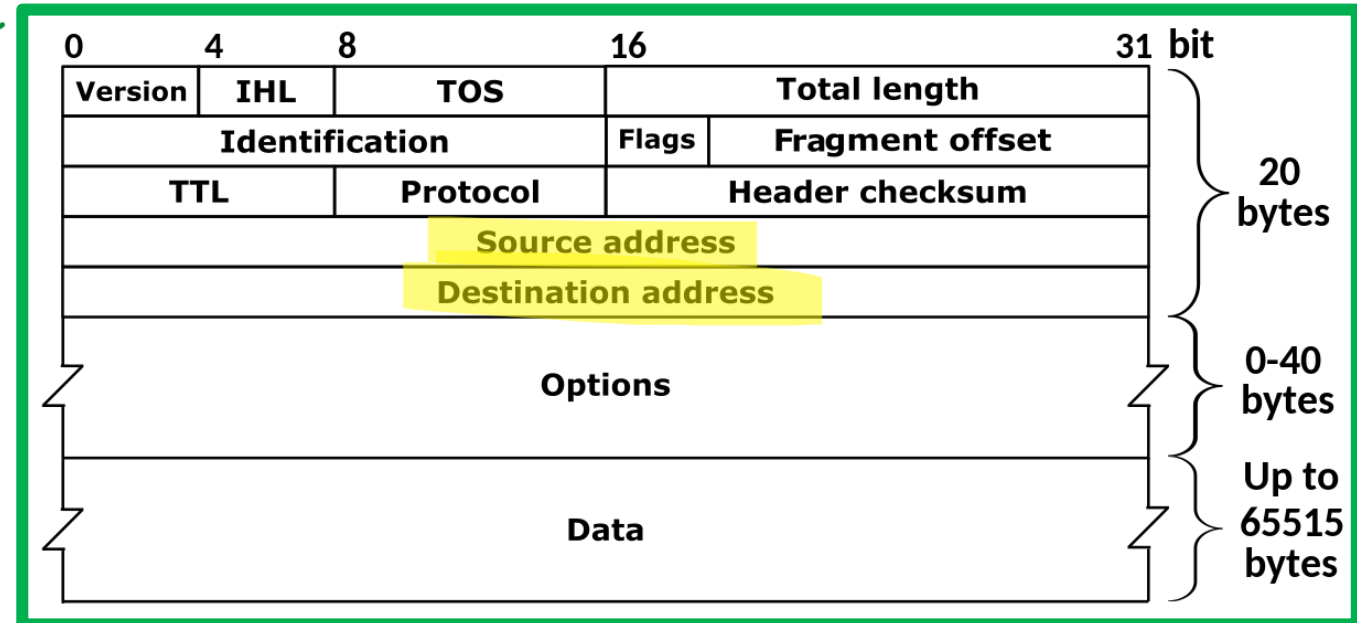 0 4 8 16 31 bit
Version IHL TOS Total length
Identification Flags Fragment offset
TTL Protocol Header checksum
20
bytes
Source address
Destination address
Options
0-40
bytes
Data
Up to
65515
bytes